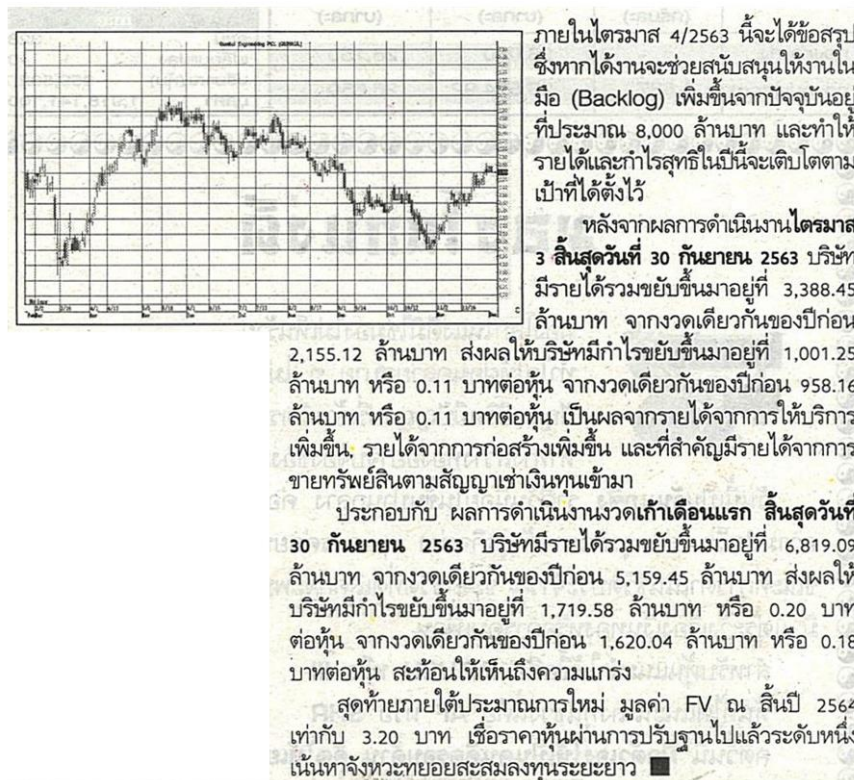 Gunkul Engineering PCL (GUNKUL)
ภายในไตรมาส 4/2563 นี้จะได้ข้อสรุป
ซึ่งหากได้งานจะช่วยสนับสนุนให้งานใน
มือ (Backlog) เพิ่มขึ้นจากปัจจุบันอยู่
ที่ประมาณ 8,000 ล้านบาท และทำให้
รายได้และกำไรสุทธิในปีนี้จะเติบโตตาม
เป้าที่ได้ตั้งไว้
หลังจากผลการดำเนินงานไตรมาส
3 สิ้นสุดวันที่ 30 กันยายน 2563 บริษัท
มีรายได้รวมขยับขึ้นมาอยู่ที่ 3,388.45
ล้านบาท จากงวดเดียวกันของปีก่อน
2,155.12 ล้านบาท ส่งผลให้บริษัทมีกำไรขยับขึ้นมาอยู่ที่ 1,001.25
ล้านบาท หรือ 0.11 บาทต่อหุ้น จากงวดเดียวกันของปีก่อน 958.16
ล้านบาท หรือ 0.11 บาทต่อหุ้น เป็นผลจากรายได้จากการให้บริการ
เพิ่มขึ้น, รายได้จากการก่อสร้างเพิ่มขึ้น และที่สำคัญมีรายได้จากการ
ขายทรัพย์สินตามสัญญาเช่าเงินทุนเข้ามา
ประกอบกับ ผลการดำเนินงานงวดเก้าเดือนแรก สิ้นสุดวันที่
30 กันยายน 2563 บริษัทมีรายได้รวมขยับขึ้นมาอยู่ที่ 6,819.09
ล้านบาท จากงวดเดียวกันของปีก่อน 5,159.45 ล้านบาท ส่งผลให้
บริษัทมีกำไรขยับขึ้นมาอยู่ที่ 1,719.58 ล้านบาท หรือ 0.20 บาท
ต่อหุ้น จากงวดเดียวกันของปีก่อน 1,620.04 ล้านบาท หรือ 0.18
บาทต่อหุ้น สะท้อนให้เห็นถึงความแกร่ง
สุดท้ายภายใต้ประมาณการใหม่ มูลค่า FV ณ สิ้นปี 2564
เท่ากับ 3.20 บาท เชื่อราคาหุ้นผ่านการปรับฐานไปแล้วระดับหนึ่ง
เน้นหาจังหวะทยอยสะสมลงทุนระยะยาว